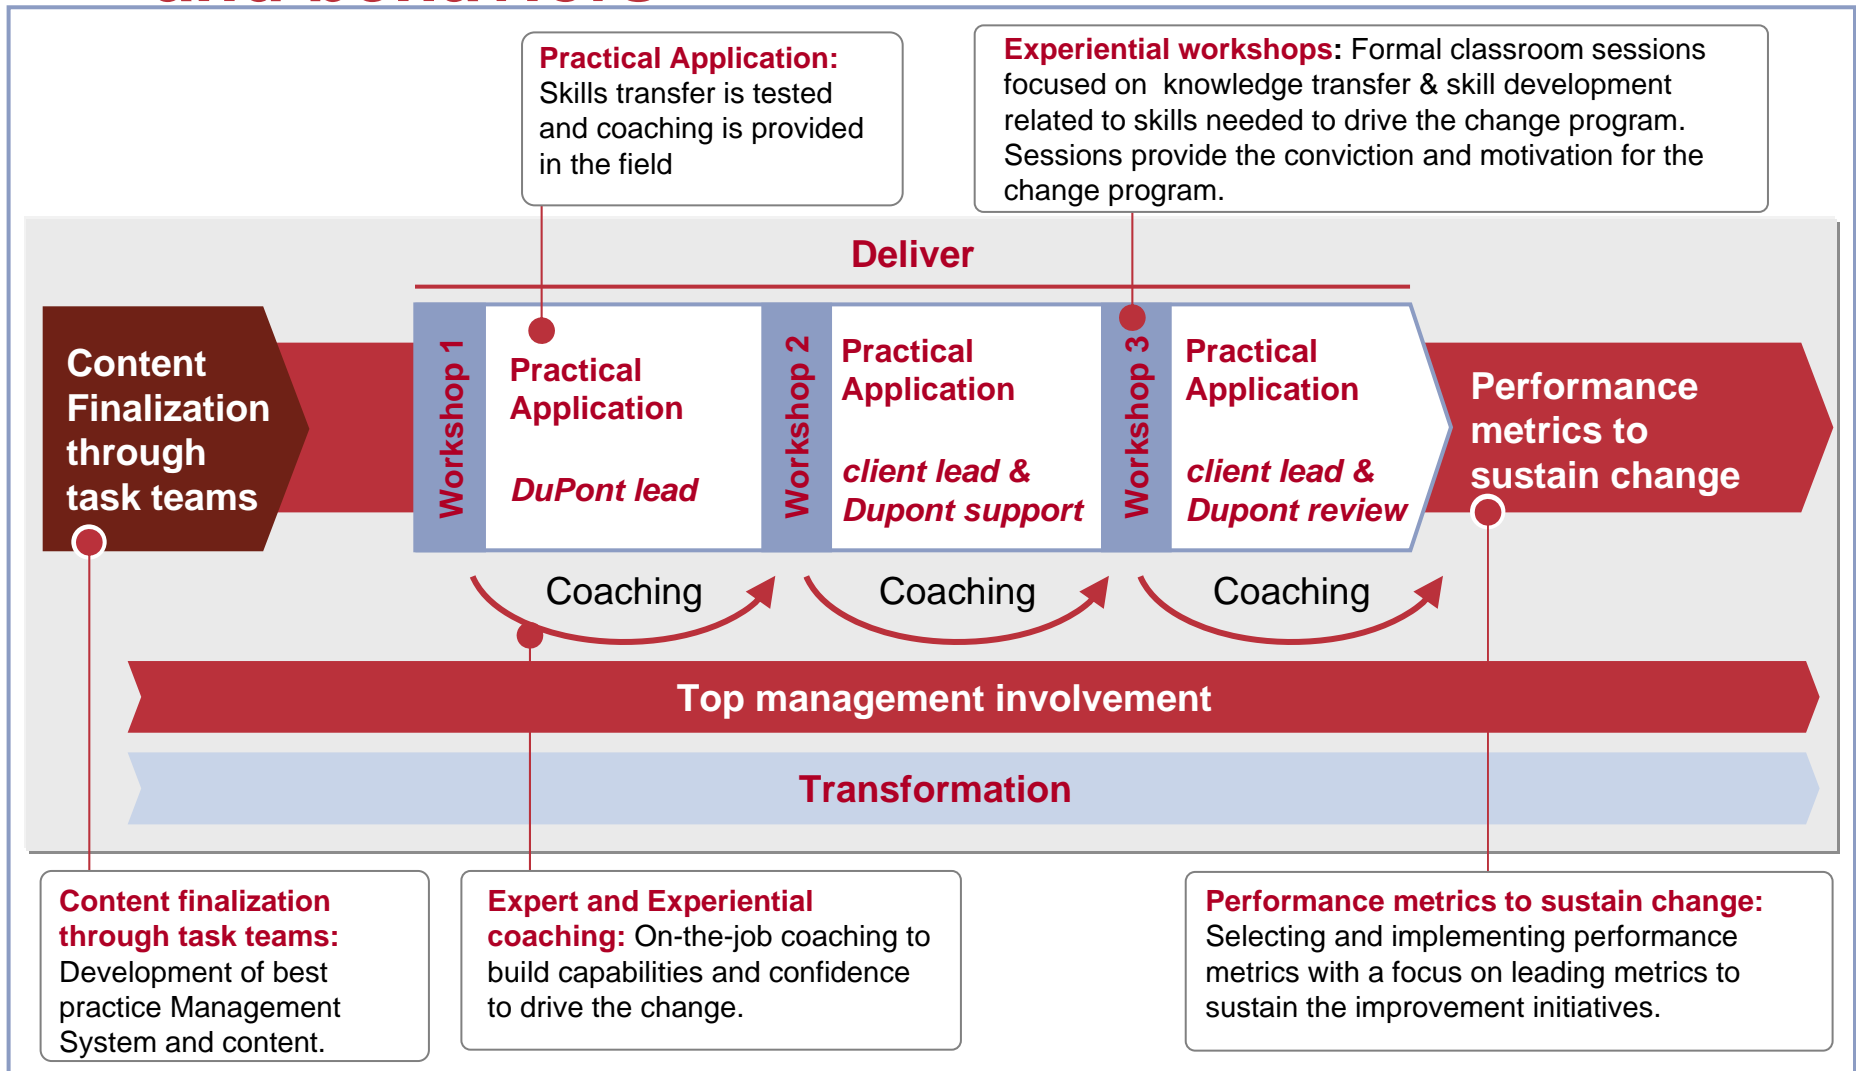 and behaviors
Practical Application:
Skills transfer is tested
and coaching is provided
in the field
Experiential workshops: Formal classroom sessions
focused on knowledge transfer & skill development
related to skills needed to drive the change program.
Sessions provide the conviction and motivation for the
change program.
Deliver
Content
Finalization
through
task teams
Workshop 1
Practical
Application
DuPont lead
Workshop 2
Practical
Application
client lead &
Dupont support
Workshop 3
Practical
Application
client lead &
Dupont review
Performance
metrics to
sustain change
Coaching
Coaching
Coaching
Top management involvement
Transformation
Content finalization
through task teams:
Development of best
practice Management
System and content.
Expert and Experiential
coaching: On-the-job coaching to
build capabilities and confidence
to drive the change.
Performance metrics to sustain change:
Selecting and implementing performance
metrics with a focus on leading metrics to
sustain the improvement initiatives.